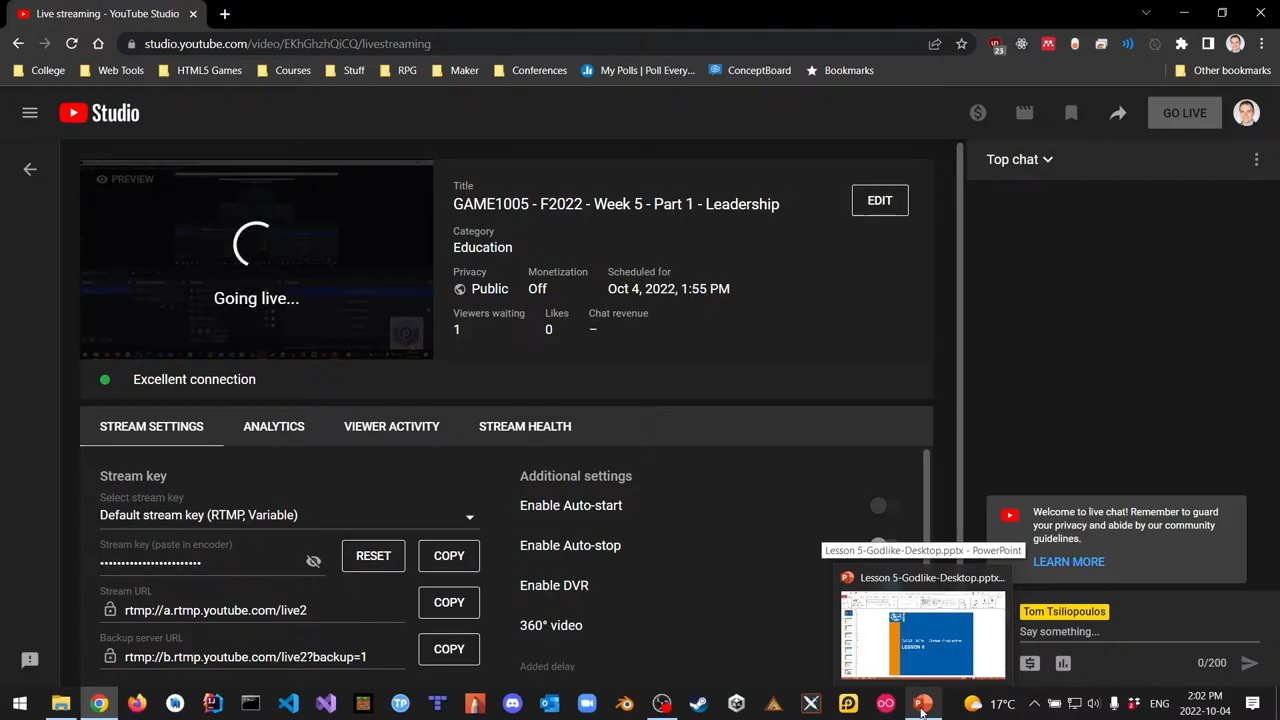 Live streaming - YouTube Studio
studio.youtube.com/video/EKhGhzhQiCQ/livestreaming
23
College
Web Tools
HTML5 Games
Courses
Stuff
RPG
Maker
Conferences
My Polls | Poll Every...
ConceptBoard
Bookmarks
Other bookmarks
Studio
GO LIVE
PREVIEW
Going live...
Title
GAME1005 - F2022 - Week 5 - Part 1 - Leadership
EDIT
Category
Education
Privacy
Monetization
Scheduled for
Public
Off
Oct 4, 2022, 1:55 PM
Viewers waiting
Likes
Chat revenue
1
0
–
Excellent connection
Top chat
STREAM SETTINGS
ANALYTICS
VIEWER ACTIVITY
STREAM HEALTH
Stream key
Select stream key
Default stream key (RTMP, Variable)
Stream key (paste in encoder)
••••••••••••••••••••••••
RESET
COPY
Stream URL
rtmp://a.rtmp.youtube.com/live2
COPY
Backup server URL
rtmp://b.rtmp.youtube.com/live2?backup=1
COPY
Additional settings
Enable Auto-start
Enable Auto-stop
Enable DVR
360° video
Added delay
Lesson 5-Godlike-Desktop.pptx - PowerPoint
Lesson 5-Godlike-Desktop.pptx...
Welcome to live chat! Remember to guard
your privacy and abide by our community
guidelines.
LEARN MORE
Tom Tsiliopoulos
Say something...
0/200
17°C
2:02 PM
2022-10-04